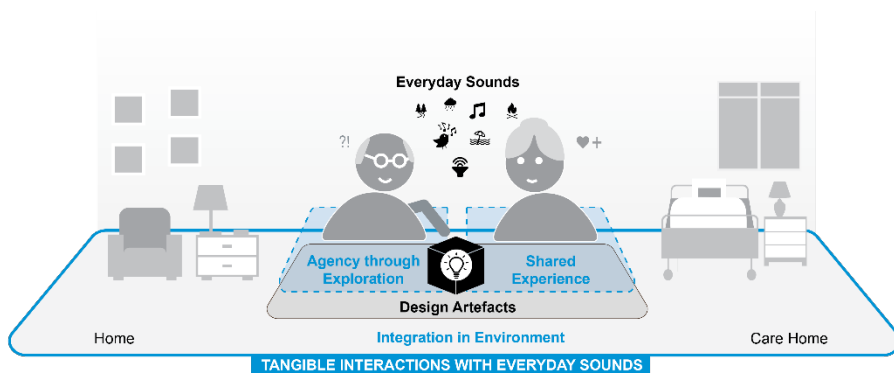 Everyday Sounds
?!
Agency through
Exploration
Shared
Experience
Design Artefacts
Home
Integration in Environment
Care Home
TANGIBLE INTERACTIONS WITH EVERYDAY SOUNDS